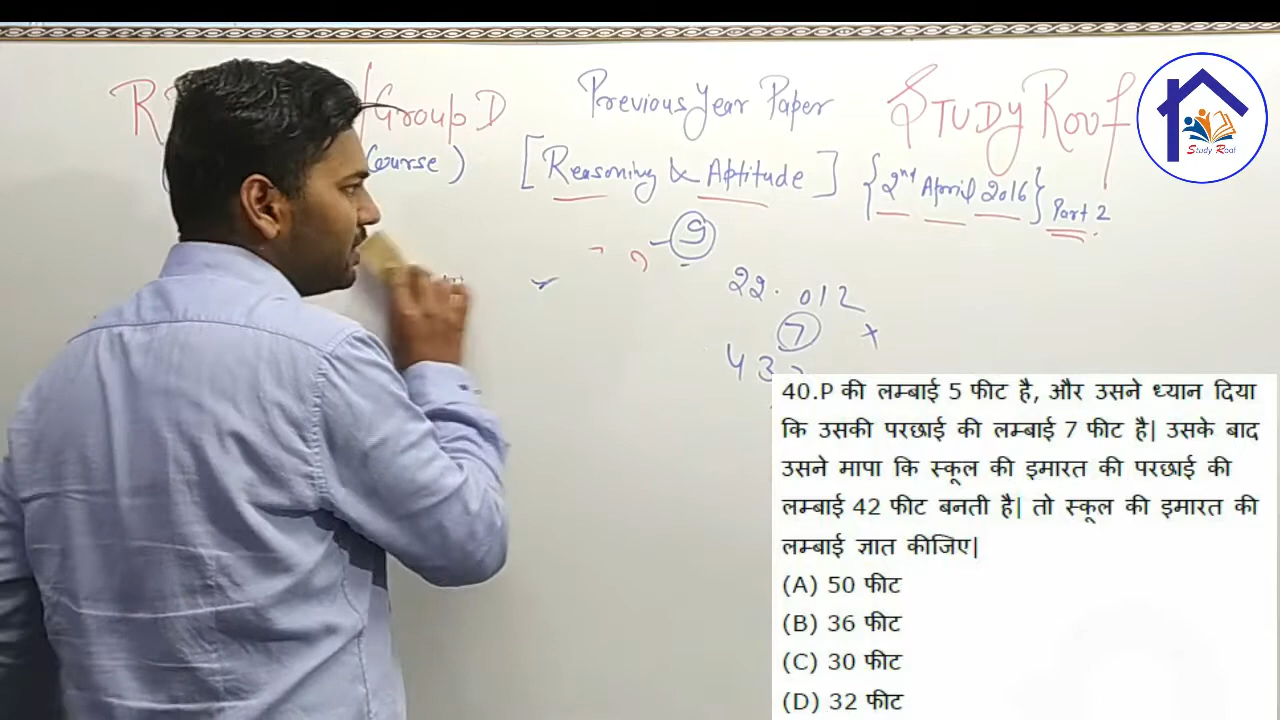 Group D Previous Year Paper STUDY ROOF
Course ) [ Reasoning & Aptitude ] { 2nd April 2016 } Part 2
9
22.012
7
43
Study Roof
40.P की लम्बाई 5 फीट है, और उसने ध्यान दिया
कि उसकी परछाई की लम्बाई 7 फीट है| उसके बाद
उसने मापा कि स्कूल की इमारत की परछाई की
लम्बाई 42 फीट बनती है| तो स्कूल की इमारत की
लम्बाई ज्ञात कीजिए|
(A) 50 फीट
(B) 36 फीट
(C) 30 फीट
(D) 32 फीट